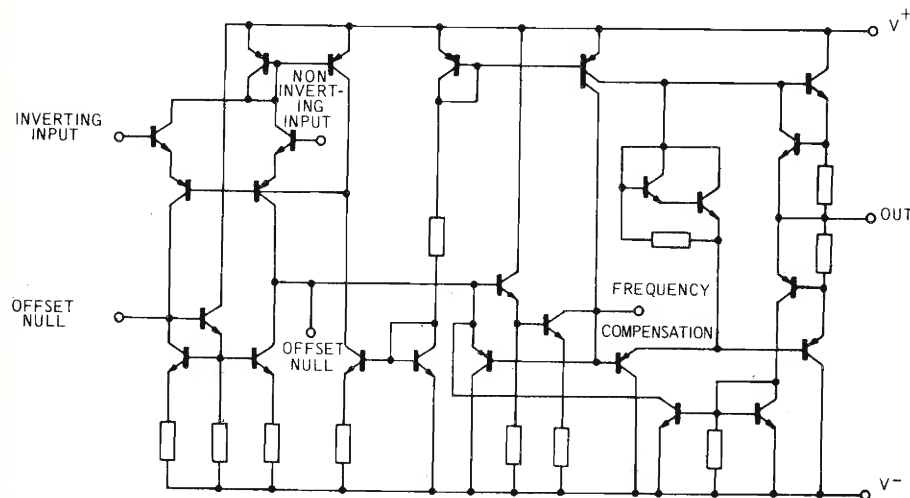 V+
NON
INVERT-
ING
INPUT
INVERTING
INPUT
OUT
FREQUENCY
COMPENSATION
OFFSET
NULL
OFFSET
NULL
V-